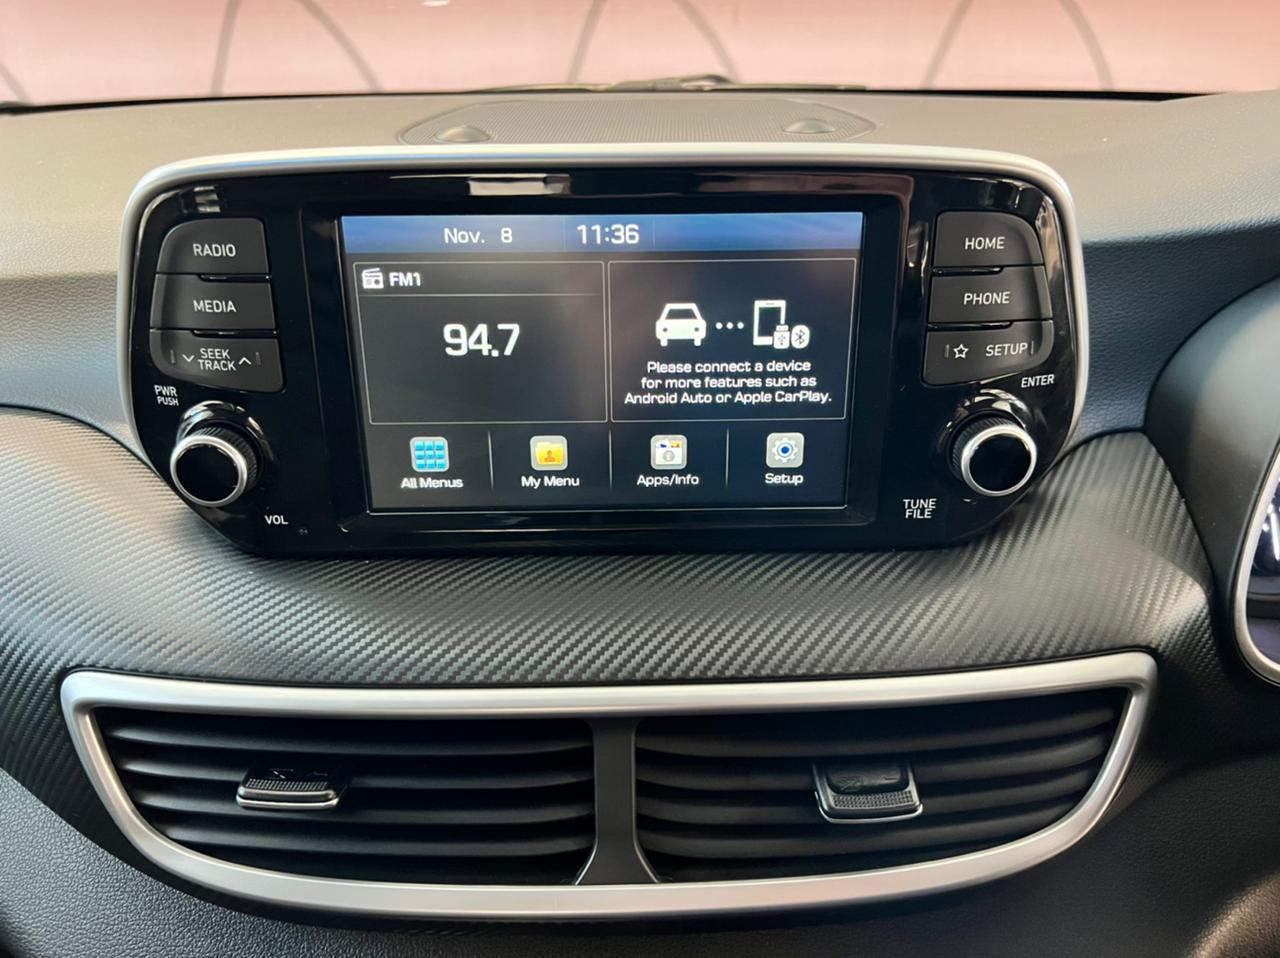 Nov. 8 11:36
RADIO
MEDIA
SEEK
TRACK
PWR
PUSH
VOL
FM1
94.7
Please connect a device
for more features such as
Android Auto or Apple CarPlay.
All Menus
My Menu
Apps/Info
Setup
HOME
PHONE
SETUP
ENTER
TUNE
FILE